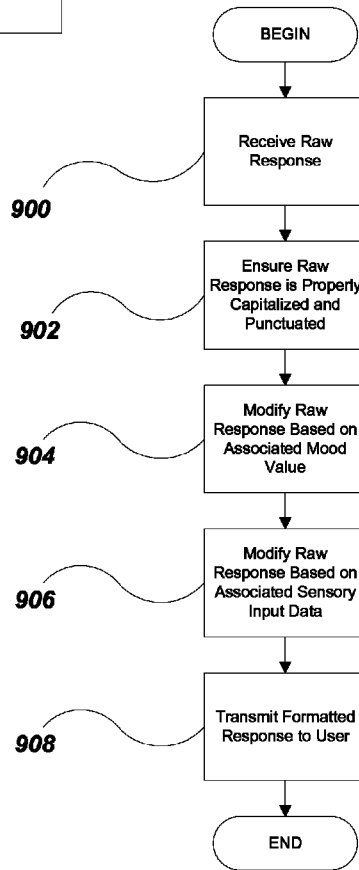 BEGIN
Receive Raw
Response
900
Ensure Raw
Response is Properly
Capitalized and
Punctuated
902
Modify Raw
Response Based on
Associated Mood
Value
904
Modify Raw
Response Based on
Associated Sensory
Input Data
906
Transmit Formatted
Response to User
908
END